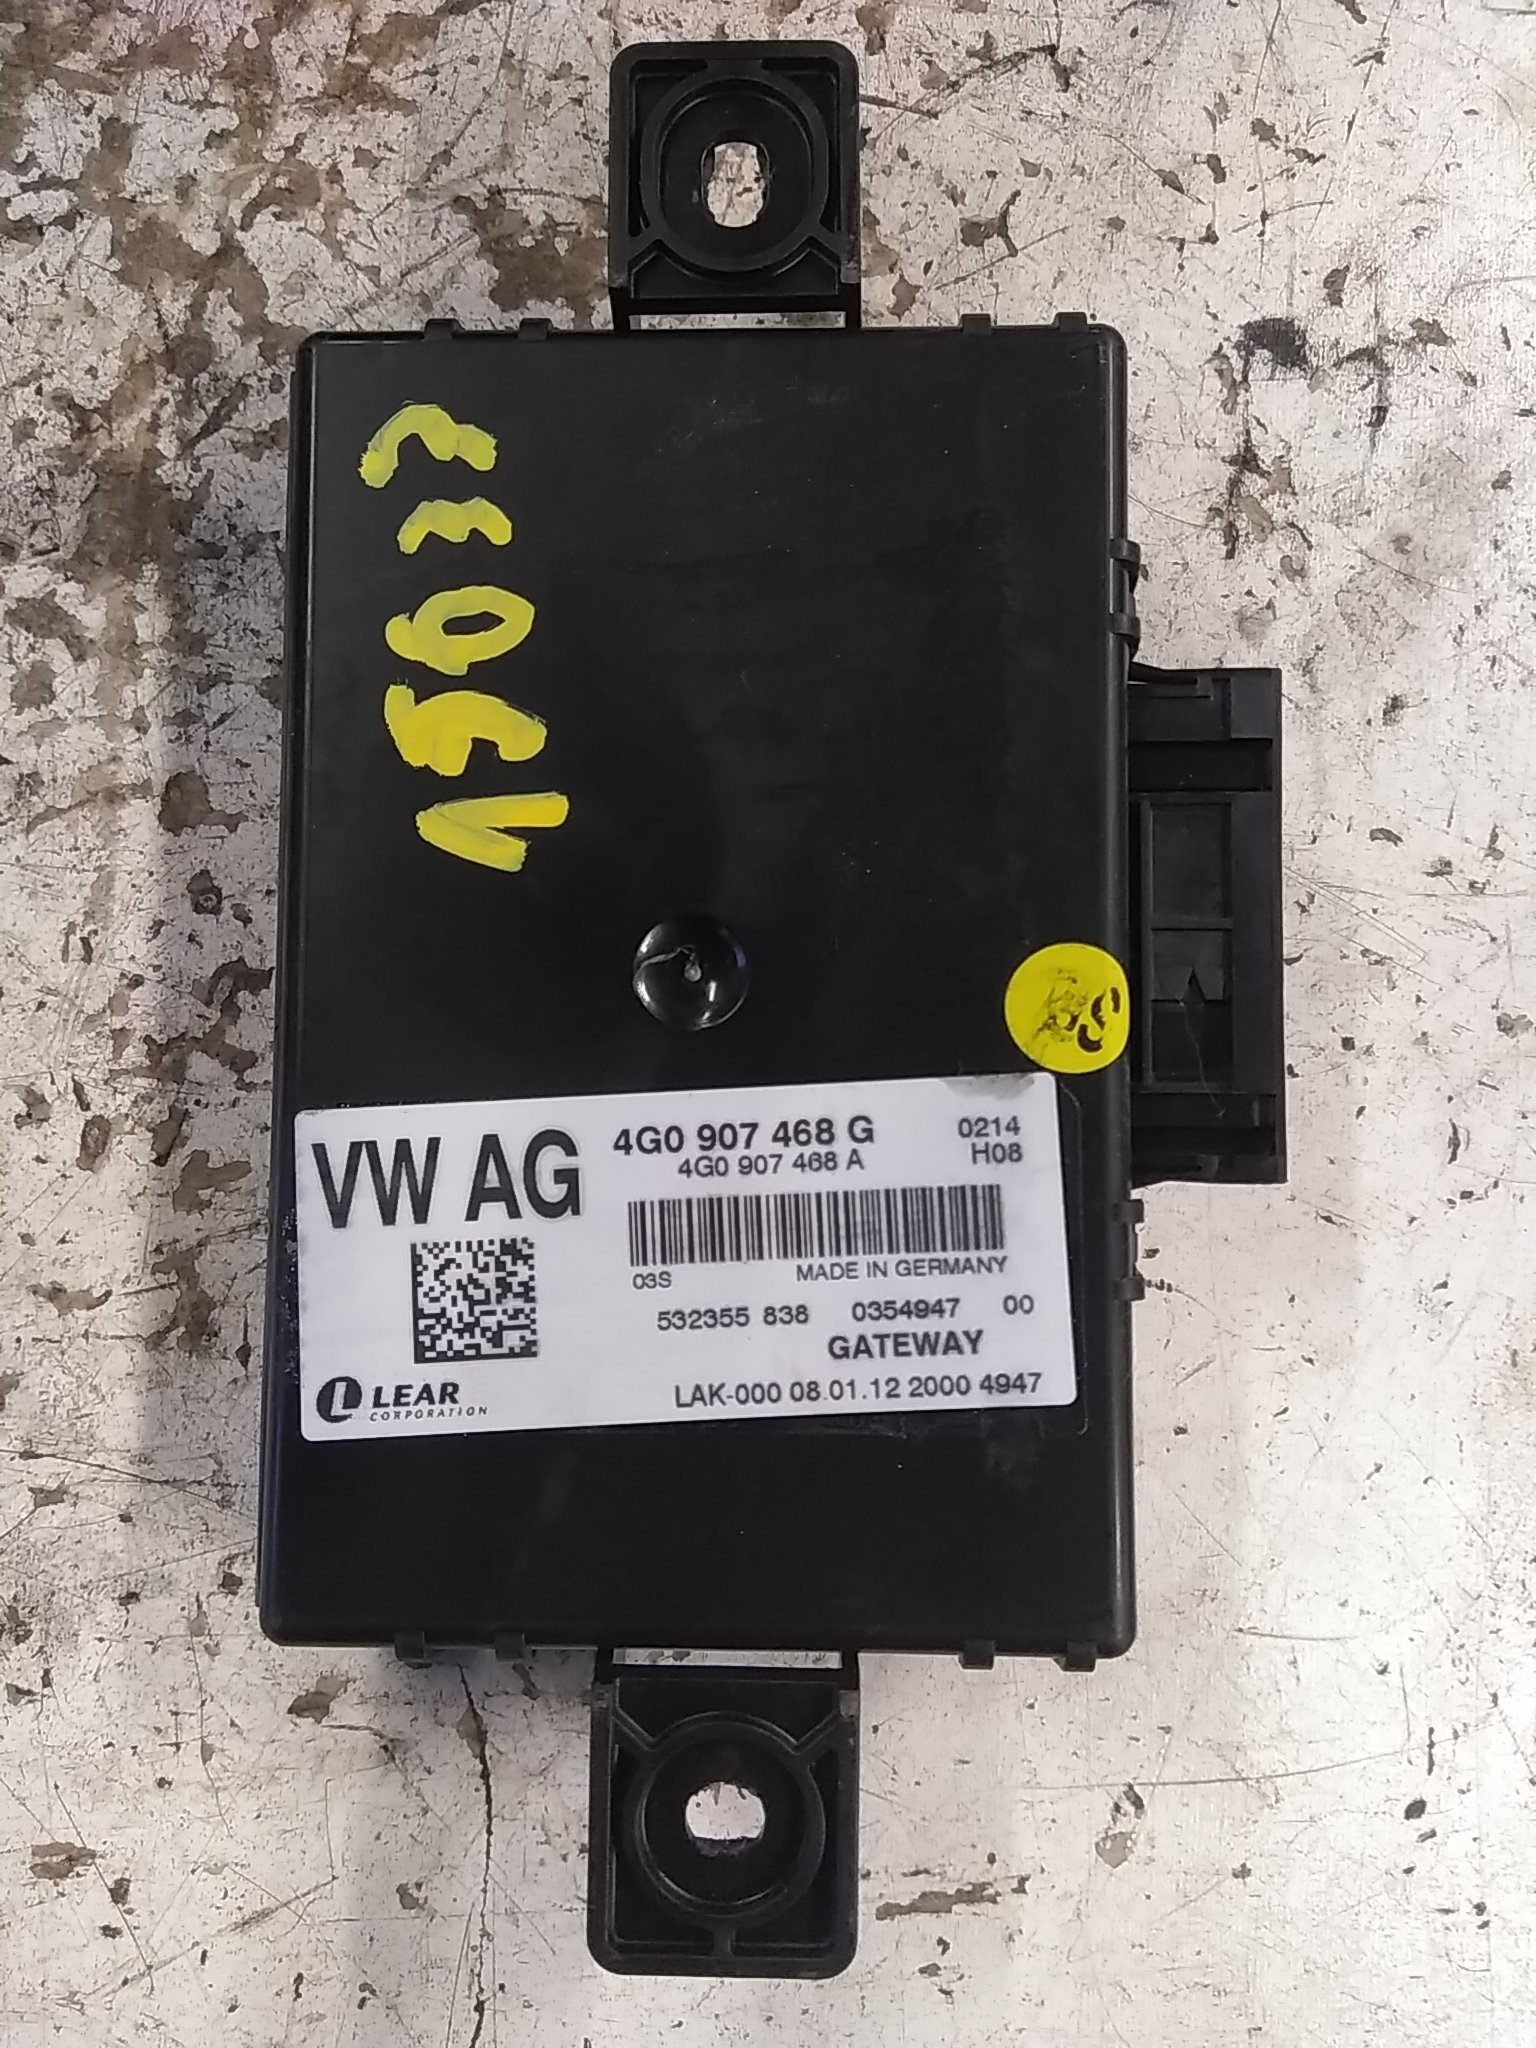 VW AG
4G0 907 468 G
0214
4G0 907 468 A
H08
03S
MADE IN GERMANY
532355 838 0354947 00
GATEWAY
LEAR
CORPORATION
LAK-000 08.01.12 2000 4947